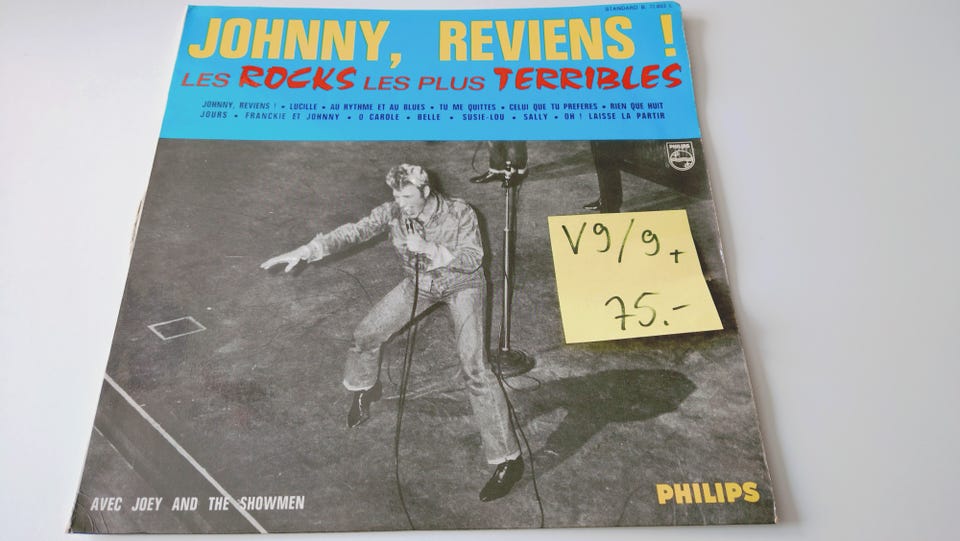 STANDARD B 77.992 L
JOHNNY, REVIENS !
LES ROCKS LES PLUS TERRIBLES
JOHNNY, REVIENS ! • LUCILLE • AU RYTHME ET AU BLUES • TU ME QUITTES • CELUI QUE TU PREFERES • RIEN QUE HUIT
JOURS • FRANCKIE ET JOHNNY • O CAROLE • BELLE • SUSIE-LOU • SALLY • OH ! LAISSE LA PARTIR
PHILIPS
V9/9+
75.-
AVEC JOEY AND THE SHOWMEN
PHILIPS